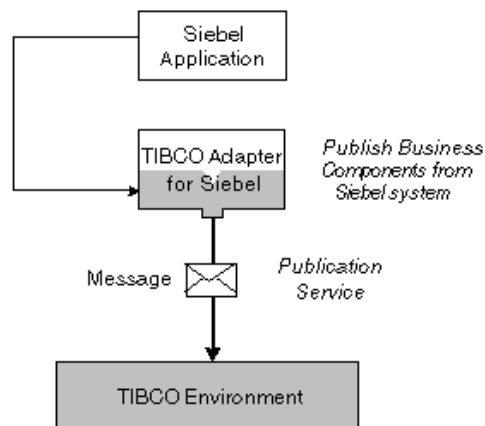 Siebel
Application
TIBCO Adapter
for Siebel
Publish Business
Components from
Siebel system
Message
Publication
Service
TIBCO Environment